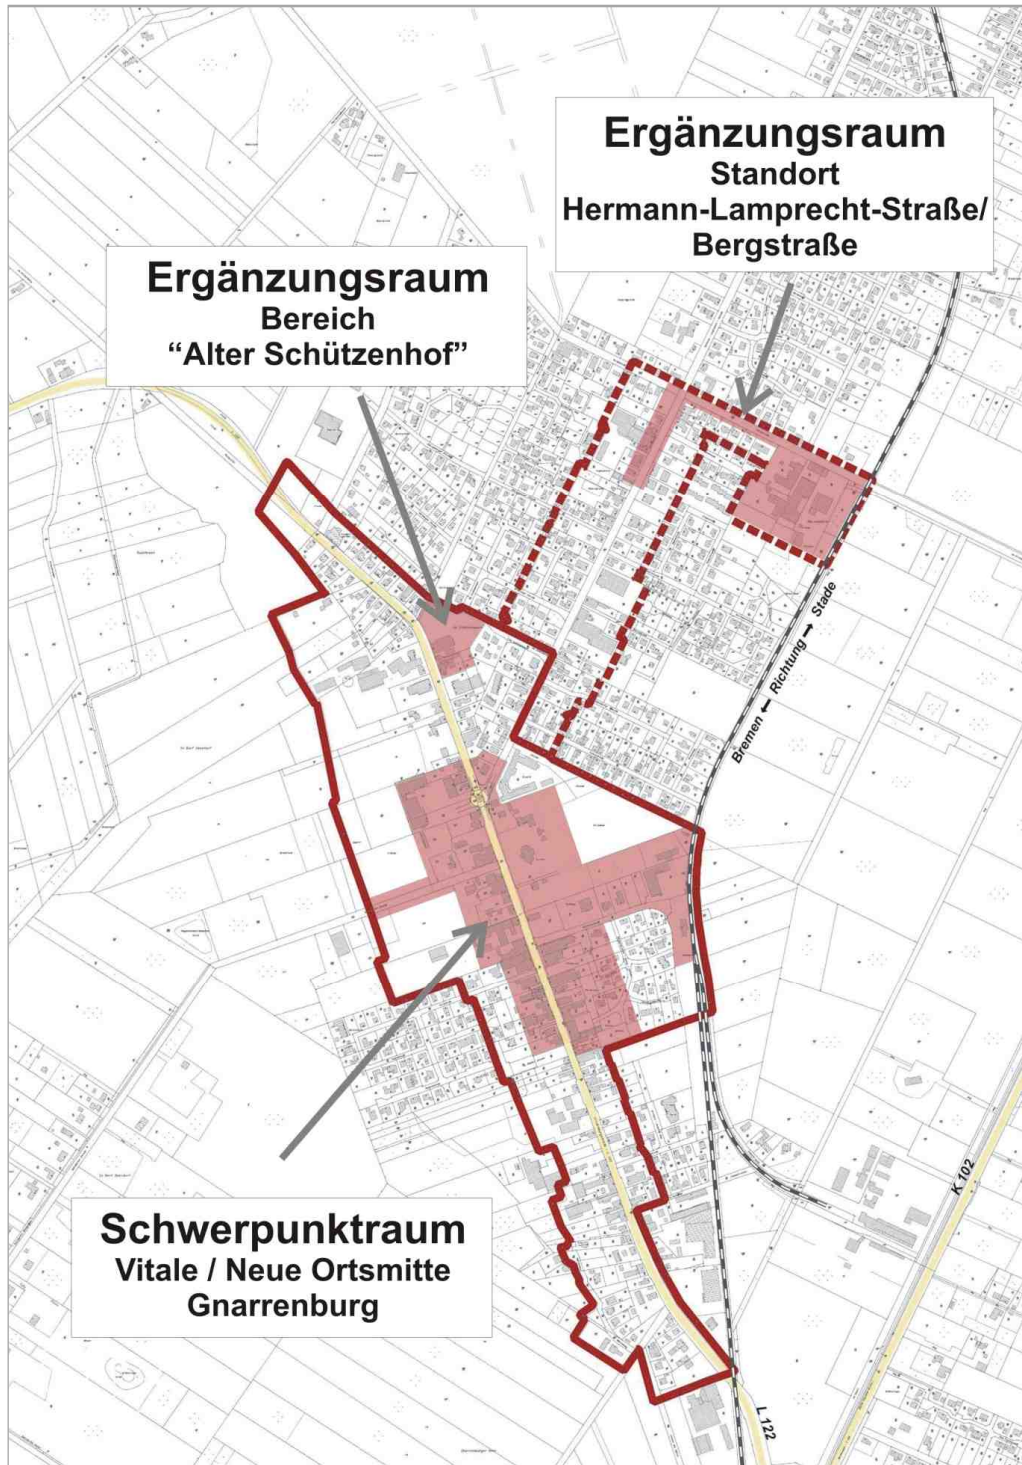 Ergänzungsraum
Standort
Hermann-Lamprecht-Straße/
Bergstraße
Ergänzungsraum
Bereich
“Alter Schützenhof”
Bremen ← Richtung → Stade
K 102
Schwerpunktraum
Vitale / Neue Ortsmitte
Gnarrenburg
L 122